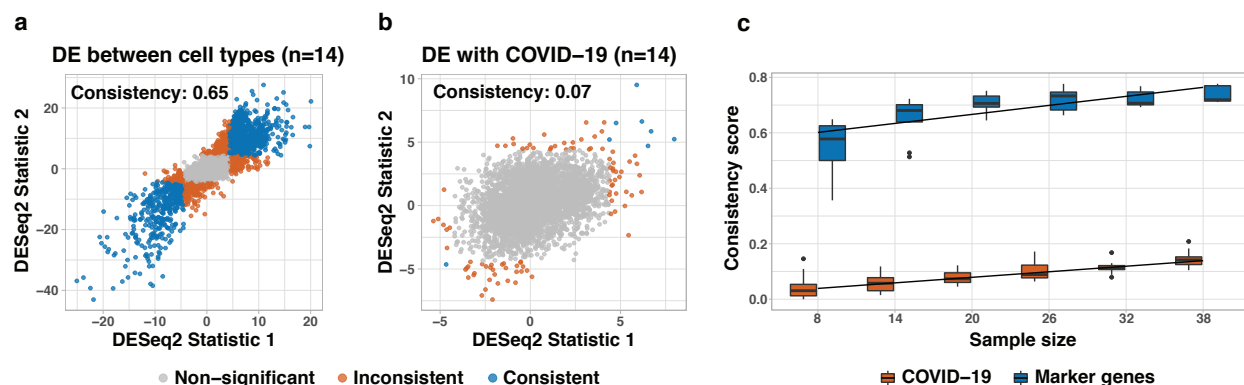 a
DE between cell types (n=14)
Consistency: 0.65
DESeq2 Statistic 2
20
0
−20
−40
−20
−10
0
10
20
DESeq2 Statistic 1
b
DE with COVID−19 (n=14)
Consistency: 0.07
DESeq2 Statistic 2
10
5
0
−5
−5
0
5
DESeq2 Statistic 1
Non−significant
Inconsistent
Consistent
c
Consistency score
0.8
0.6
0.4
0.2
0.0
8
14
20
26
32
38
Sample size
COVID−19
Marker genes